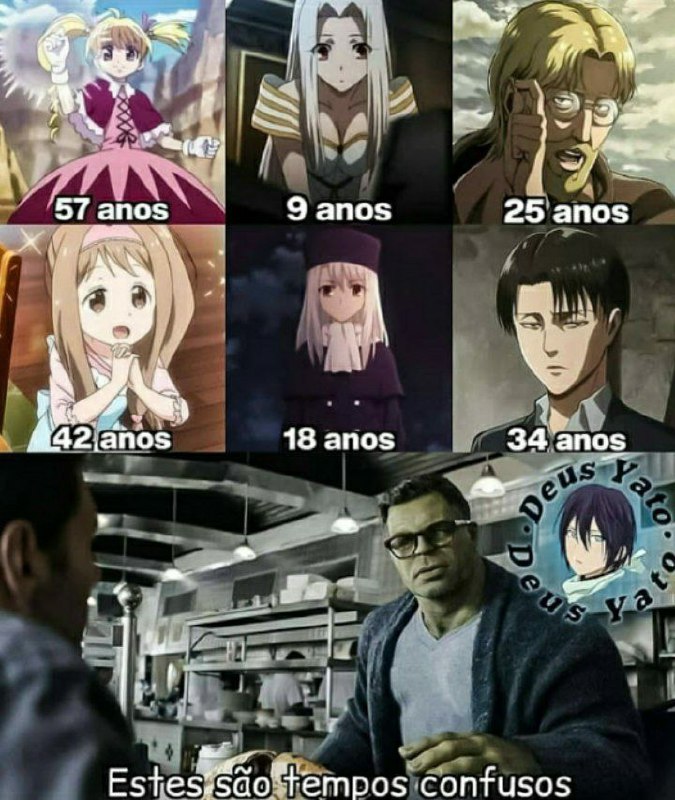 57 anos
9 anos
25 anos
42 anos
18 anos
34 anos
Deus Yato.
Deus Yato.
Estes são tempos confusos